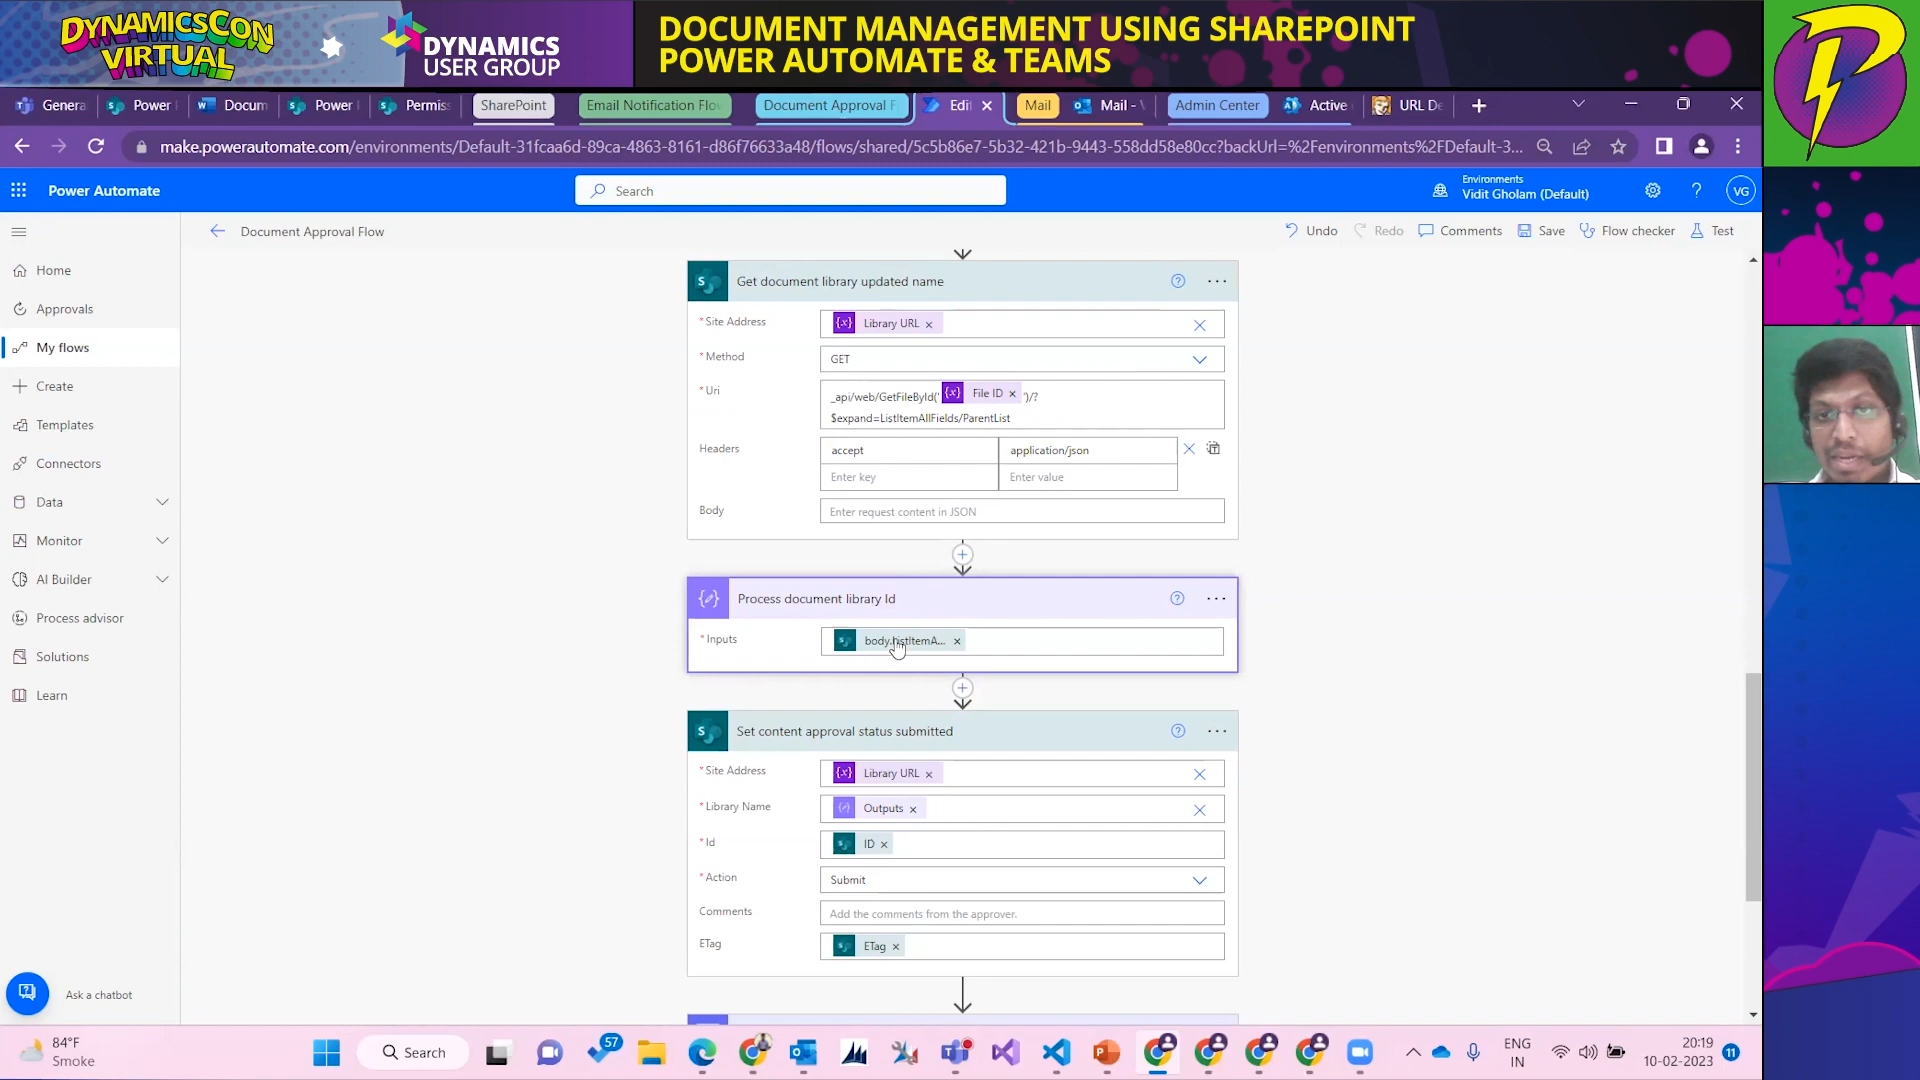 DYNAMICSCON
VIRTUAL
DYNAMICS
USER GROUP
DOCUMENT MANAGEMENT USING SHAREPOINT
POWER AUTOMATE & TEAMS
Genera
Power
Docum
Power
Permis
SharePoint
Email Notification Flo
Document Approval F
Edi
Mail
Mail -
Admin Center
Active
URL De
make.powerautomate.com/environments/Default-31fcaa6d-89ca-4863-8161-d86f76633a48/flows/shared/5c5b86e7-5b32-421b-9443-558dd58e80cc?backUrl=%2Fenvironments%2FDefault-3...
Power Automate
Search
Environments
Vidit Gholam (Default)
VG
Document Approval Flow
Undo
Redo
Comments
Save
Flow checker
Test
Home
Approvals
My flows
Create
Templates
Connectors
Data
Monitor
AI Builder
Process advisor
Solutions
Learn
Ask a chatbot
Get document library updated name
* Site Address
Library URL
* Method
GET
* Uri
_api/web/GetFileById(' File ID ')/?
$expand=ListItemAllFields/ParentList
Headers
accept
application/json
Enter key
Enter value
Body
Enter request content in JSON
Process document library Id
* Inputs
body.listItemA...
Set content approval status submitted
* Site Address
Library URL
* Library Name
Outputs
* Id
ID
* Action
Submit
Comments
Add the comments from the approver.
ETag
ETag
84°F
Smoke
Search
57
ENG
IN
20:19
10-02-2023
11